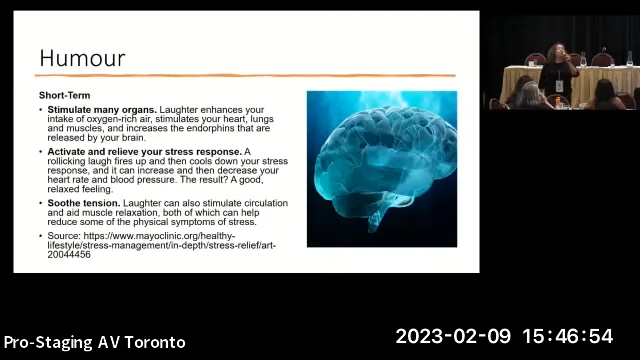 Humour
Short-Term
• Stimulate many organs. Laughter enhances your
intake of oxygen-rich air, stimulates your heart, lungs
and muscles, and increases the endorphins that are
released by your brain.
• Activate and relieve your stress response. A
rollicking laugh fires up and then cools down your stress
response, and it can increase and then decrease your
heart rate and blood pressure. The result? A good,
relaxed feeling.
• Soothe tension. Laughter can also stimulate circulation
and aid muscle relaxation, both of which can help
reduce some of the physical symptoms of stress.
• Source: https://www.mayoclinic.org/healthy-
lifestyle/stress-management/in-depth/stress-relief/art-
20044456
Pro-Staging AV Toronto
2023-02-09 15:46:54